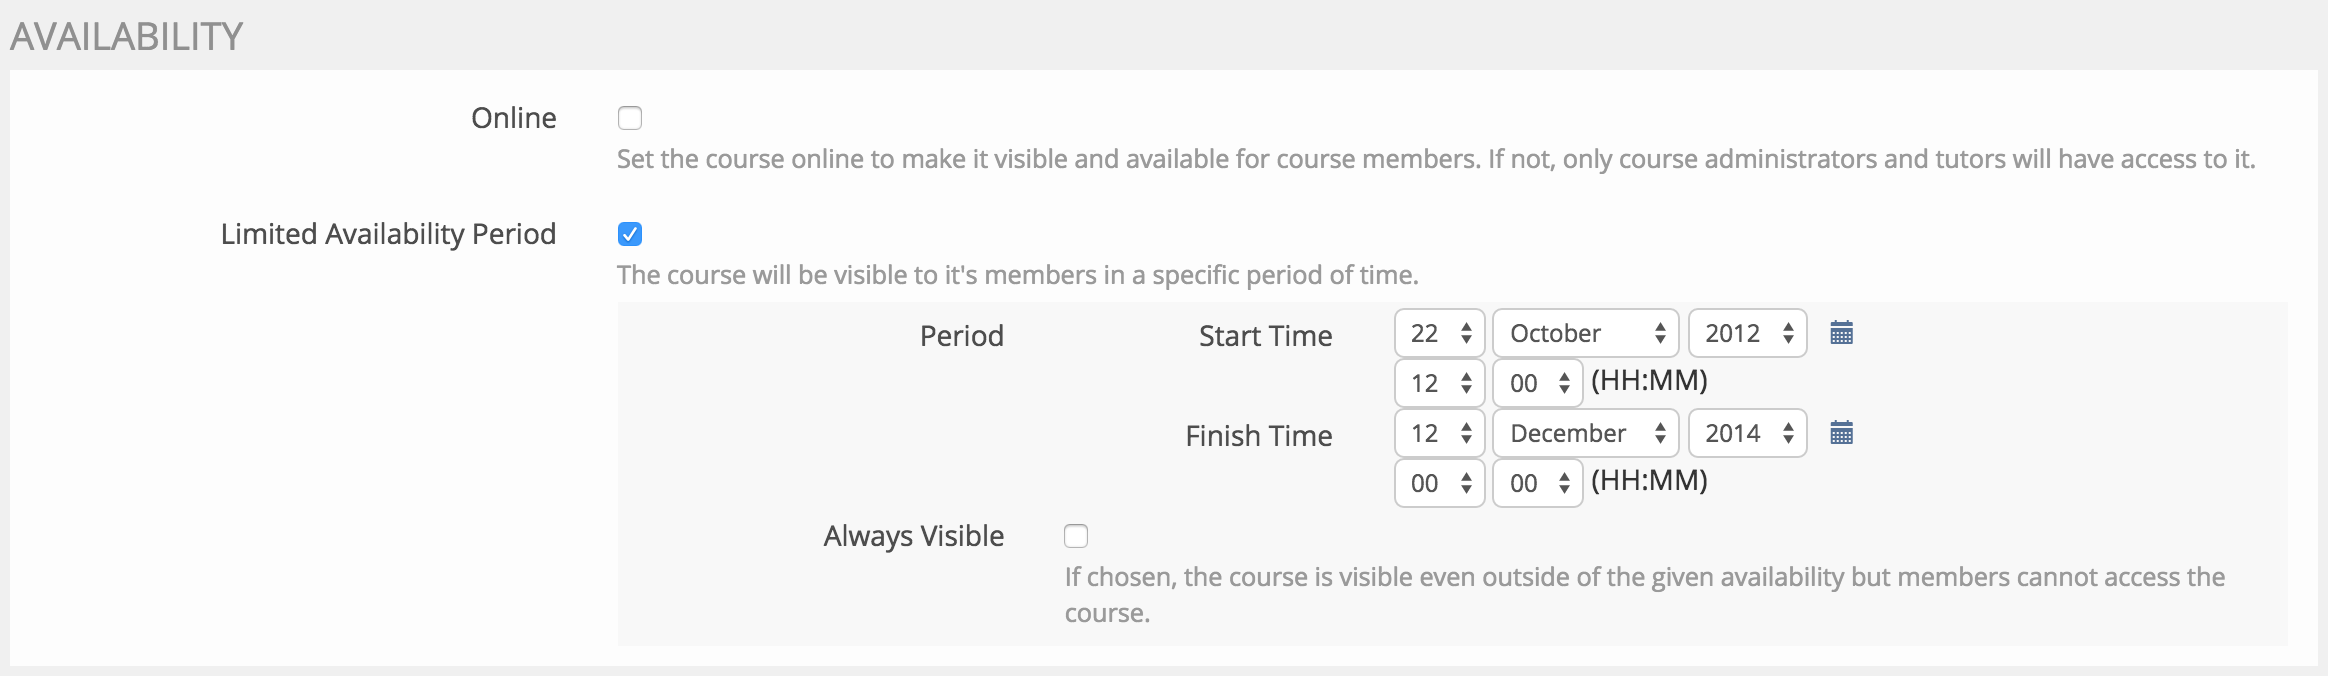 AVAILABILITY
Online
Set the course online to make it visible and available for course members. If not, only course administrators and tutors will have access to it.
Limited Availability Period
The course will be visible to it's members in a specific period of time.
Period Start Time 22 October 2012
12 00 (HH:MM)
Finish Time 12 December 2014
00 00 (HH:MM)
Always Visible
If chosen, the course is visible even outside of the given availability but members cannot access the
course.